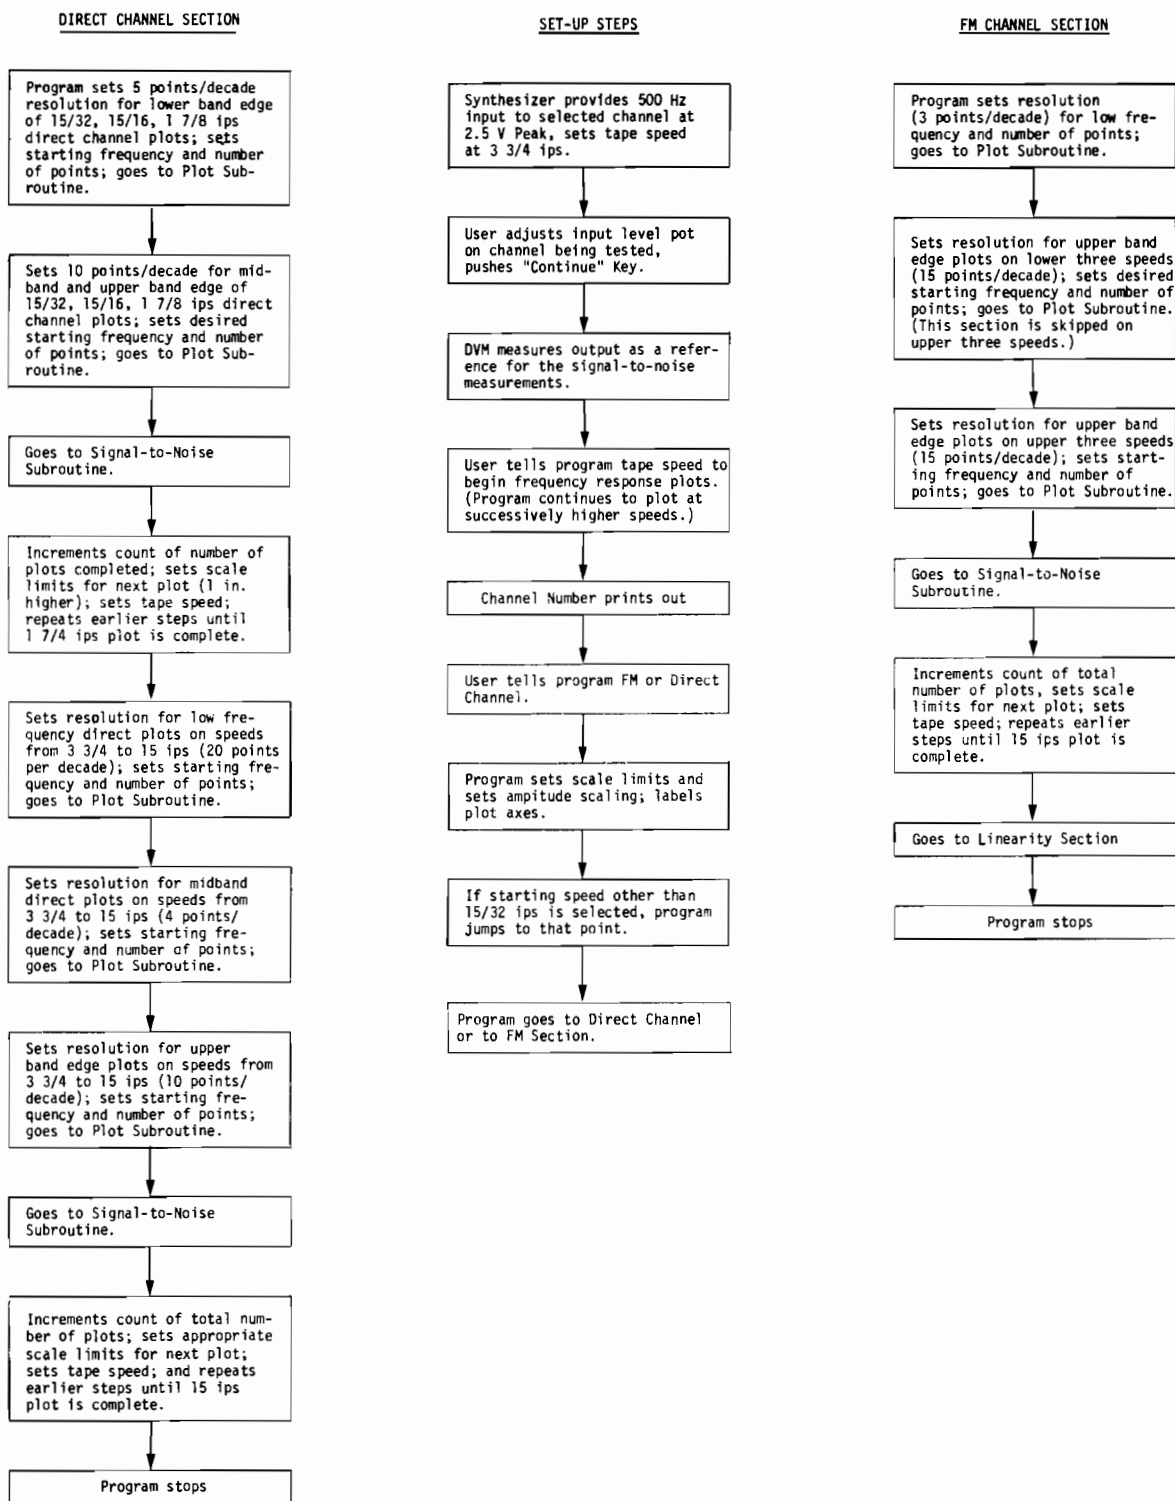 DIRECT CHANNEL SECTION
Program sets 5 points/decade
resolution for lower band edge
of 15/32, 15/16, 1 7/8 ips
direct channel plots; sets
starting frequency and number
of points; goes to Plot Sub-
routine.
Sets 10 points/decade for mid-
band and upper band edge of
15/32, 15/16, 1 7/8 ips direct
channel plots; sets desired
starting frequency and number
of points; goes to Plot Sub-
routine.
Goes to Signal-to-Noise
Subroutine.
Increments count of number of
plots completed; sets scale
limits for next plot (1 in.
higher); sets tape speed;
repeats earlier steps until
1 7/4 ips plot is complete.
Sets resolution for low fre-
quency direct plots on speeds
from 3 3/4 to 15 ips (20 points
per decade); sets starting fre-
quency and number of points;
goes to Plot Subroutine.
Sets resolution for midband
direct plots on speeds from
3 3/4 to 15 ips (4 points/
decade); sets starting fre-
quency and number of points;
goes to Plot Subroutine.
Sets resolution for upper
band edge plots on speeds from
3 3/4 to 15 ips (10 points/
decade); sets starting fre-
quency and number of points;
goes to Plot Subroutine.
Goes to Signal-to-Noise
Subroutine.
Increments count of total num-
ber of plots; sets appropriate
scale limits for next plot;
sets tape speed; and repeats
earlier steps until 15 ips
plot is complete.
Program stops
SET-UP STEPS
Synthesizer provides 500 Hz
input to selected channel at
2.5 V Peak, sets tape speed
at 3 3/4 ips.
User adjusts input level pot
on channel being tested,
pushes "Continue" Key.
DVM measures output as a refer-
ence for the signal-to-noise
measurements.
User tells program tape speed to
begin frequency response plots.
(Program continues to plot at
successively higher speeds.)
Channel Number prints out
User tells program FM or Direct
Channel.
Program sets scale limits and
sets ampitude scaling; labels
plot axes.
If starting speed other than
15/32 ips is selected, program
jumps to that point.
Program goes to Direct Channel
or to FM Section.
FM CHANNEL SECTION
Program sets resolution
(3 points/decade) for low fre-
quency and number of points;
goes to Plot Subroutine.
Sets resolution for upper band
edge plots on lower three speeds
(15 points/decade); sets desired
starting frequency and number of
points; goes to Plot Subroutine.
(This section is skipped on
upper three speeds.)
Sets resolution for upper band
edge plots on upper three speeds
(15 points/decade); sets start-
ing frequency and number of
points; goes to Plot Subroutine.
Goes to Signal-to-Noise
Subroutine.
Increments count of total
number of plots, sets scale
limits for next plot; sets
tape speed; repeats earlier
steps until 15 ips plot is
complete.
Goes to Linearity Section
Program stops